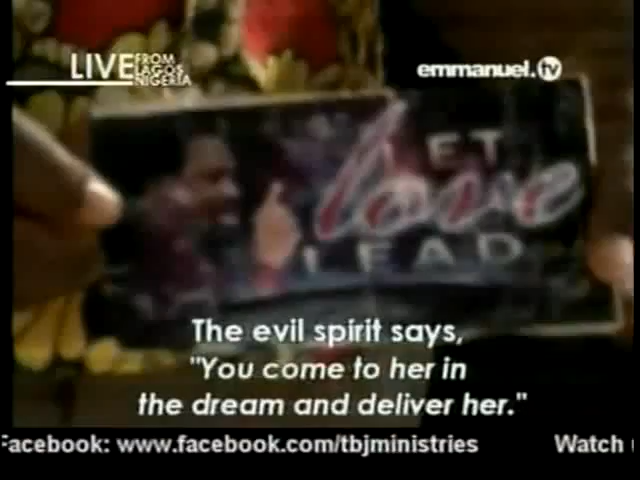 LIVE FROM
LAGOS
NIGERIA
emmanuel.tv
LET
love
LEAD
The evil spirit says,
"You come to her in
the dream and deliver her."
Facebook: www.facebook.com/tbjministries Watch